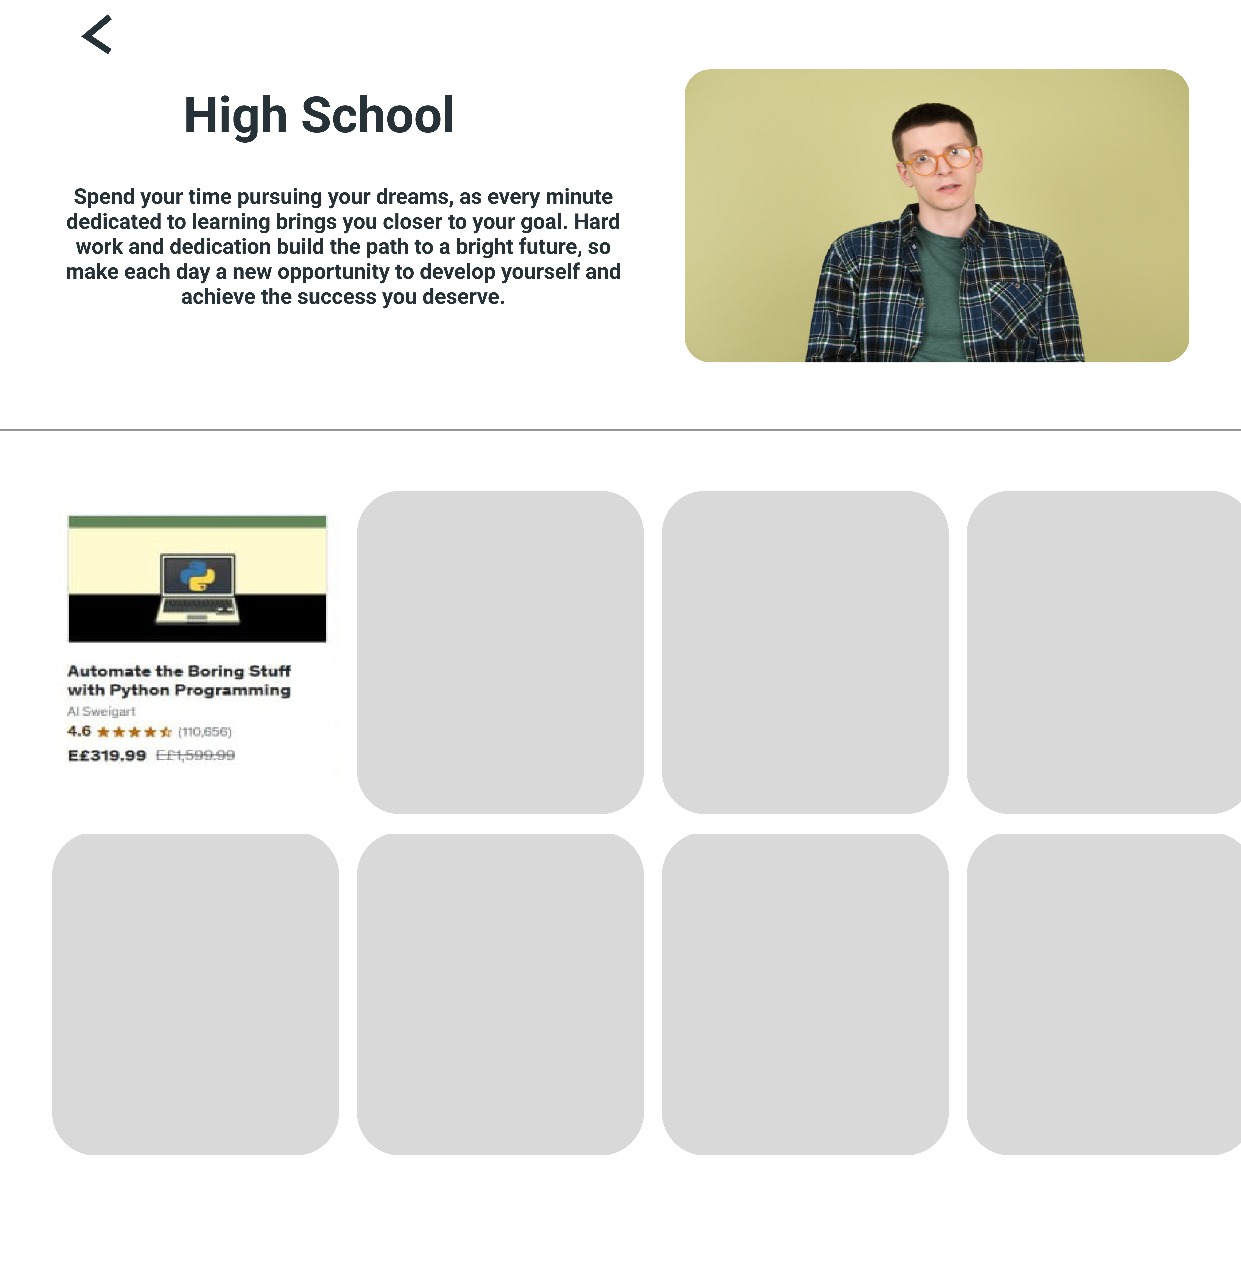 High School
Spend your time pursuing your dreams, as every minute
dedicated to learning brings you closer to your goal. Hard
work and dedication build the path to a bright future, so
make each day a new opportunity to develop yourself and
achieve the success you deserve.
Automate the Boring Stuff
with Python Programming
Al Sweigart
4.6 (110,656)
E£319.99 E£1,599.99